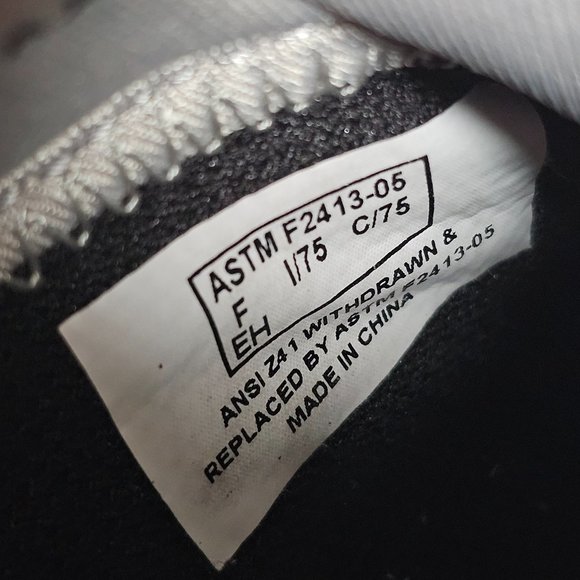 ASTM F2413-05
F I/75 C/75
EH
ANSI Z41 WITHDRAWN &
REPLACED BY ASTM F2413-05
MADE IN CHINA